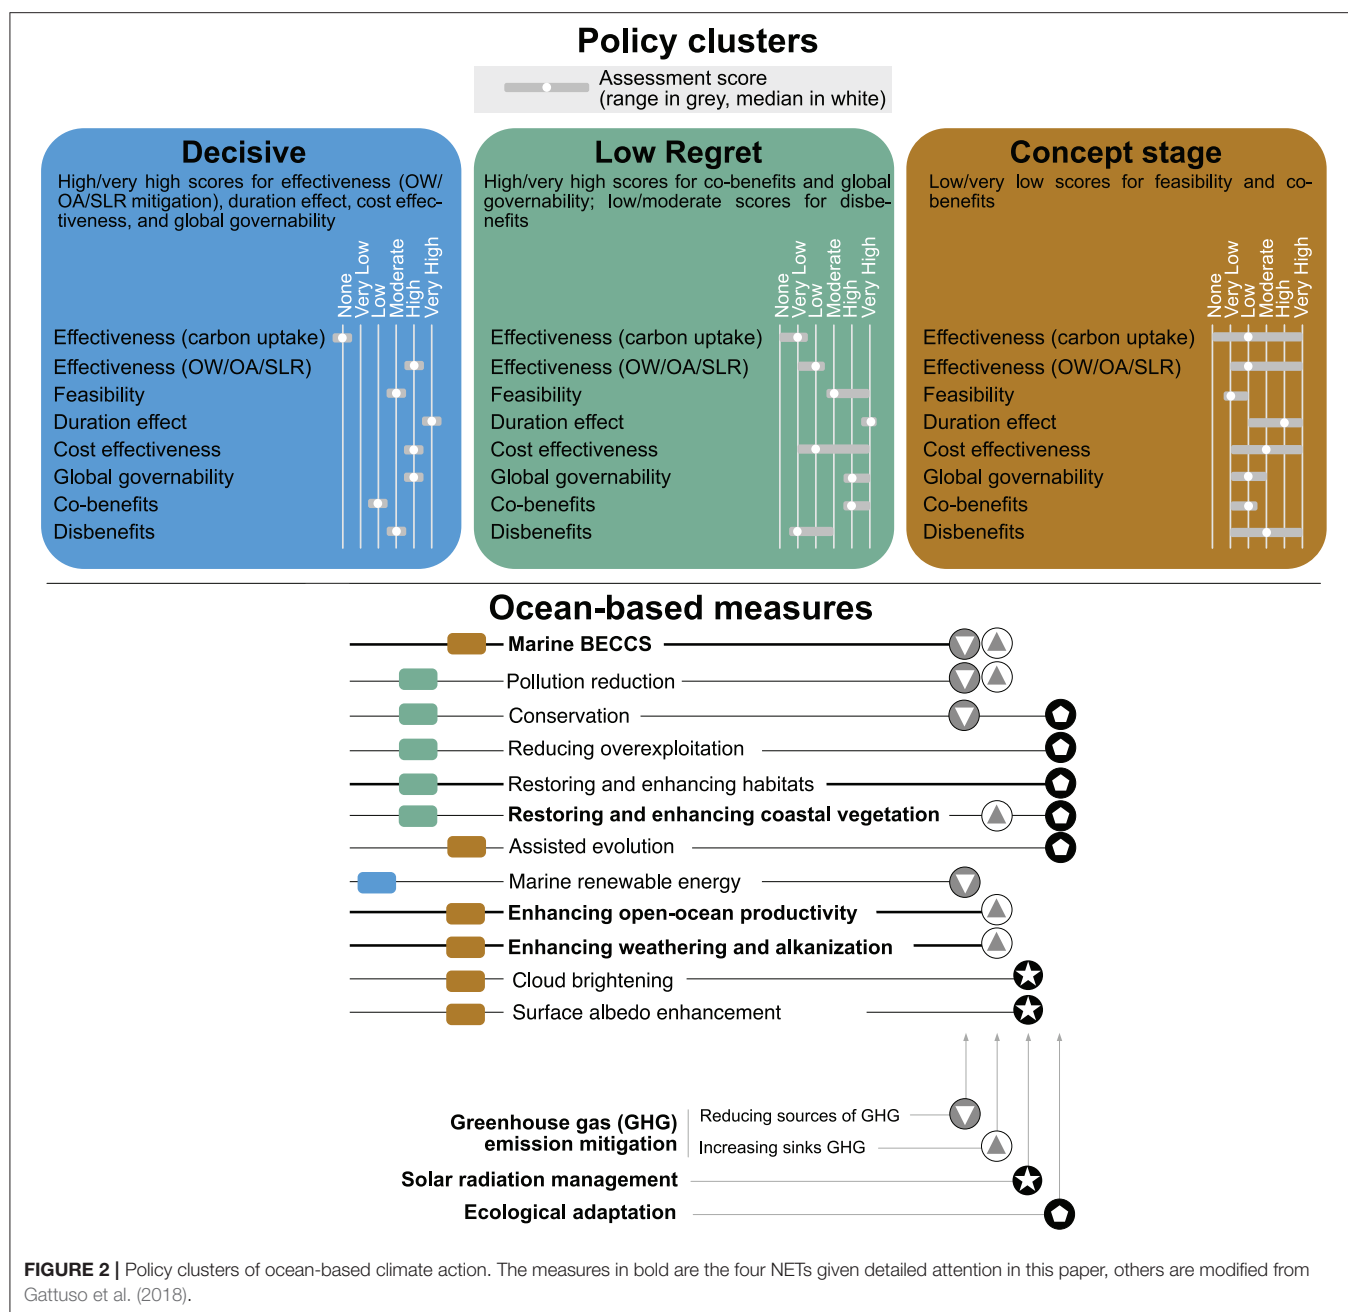 Policy clusters
Assessment score
(range in grey, median in white)
Decisive
High/very high scores for effectiveness (OW/
OA/SLR mitigation), duration effect, cost effec-
tiveness, and global governability
None
Very Low
Low
Moderate
High
Very High
Effectiveness (carbon uptake)
Effectiveness (OW/OA/SLR)
Feasibility
Duration effect
Cost effectiveness
Global governability
Co-benefits
Disbenefits
Low Regret
High/very high scores for co-benefits and global
governability; low/moderate scores for disbe-
nefits
None
Very Low
Low
Moderate
High
Very High
Effectiveness (carbon uptake)
Effectiveness (OW/OA/SLR)
Feasibility
Duration effect
Cost effectiveness
Global governability
Co-benefits
Disbenefits
Concept stage
Low/very low scores for feasibility and co-
benefits
None
Very Low
Low
Moderate
High
Very High
Effectiveness (carbon uptake)
Effectiveness (OW/OA/SLR)
Feasibility
Duration effect
Cost effectiveness
Global governability
Co-benefits
Disbenefits
Ocean-based measures
Marine BECCS
Pollution reduction
Conservation
Reducing overexploitation
Restoring and enhancing habitats
Restoring and enhancing coastal vegetation
Assisted evolution
Marine renewable energy
Enhancing open-ocean productivity
Enhancing weathering and alkanization
Cloud brightening
Surface albedo enhancement
Greenhouse gas (GHG)
emission mitigation
Reducing sources of GHG
Increasing sinks GHG
Solar radiation management
Ecological adaptation
FIGURE 2 | Policy clusters of ocean-based climate action. The measures in bold are the four NETs given detailed attention in this paper, others are modified from
Gattuso et al. (2018).